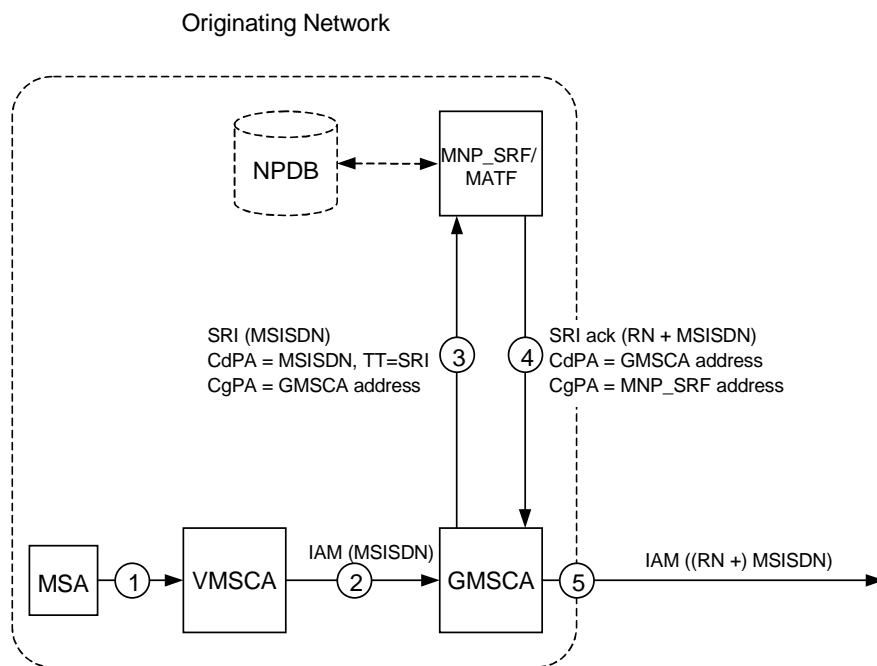 Originating Network
NPDB
MNP_SRF/
MATF
SRI (MSISDN)
CdPA = MSISDN, TT=SRI
CgPA = GMSCA address
3
4
SRI ack (RN + MSISDN)
CdPA = GMSCA address
CgPA = MNP_SRF address
MSA
1
VMSCA
IAM (MSISDN)
2
GMSCA
5
IAM ((RN +) MSISDN)